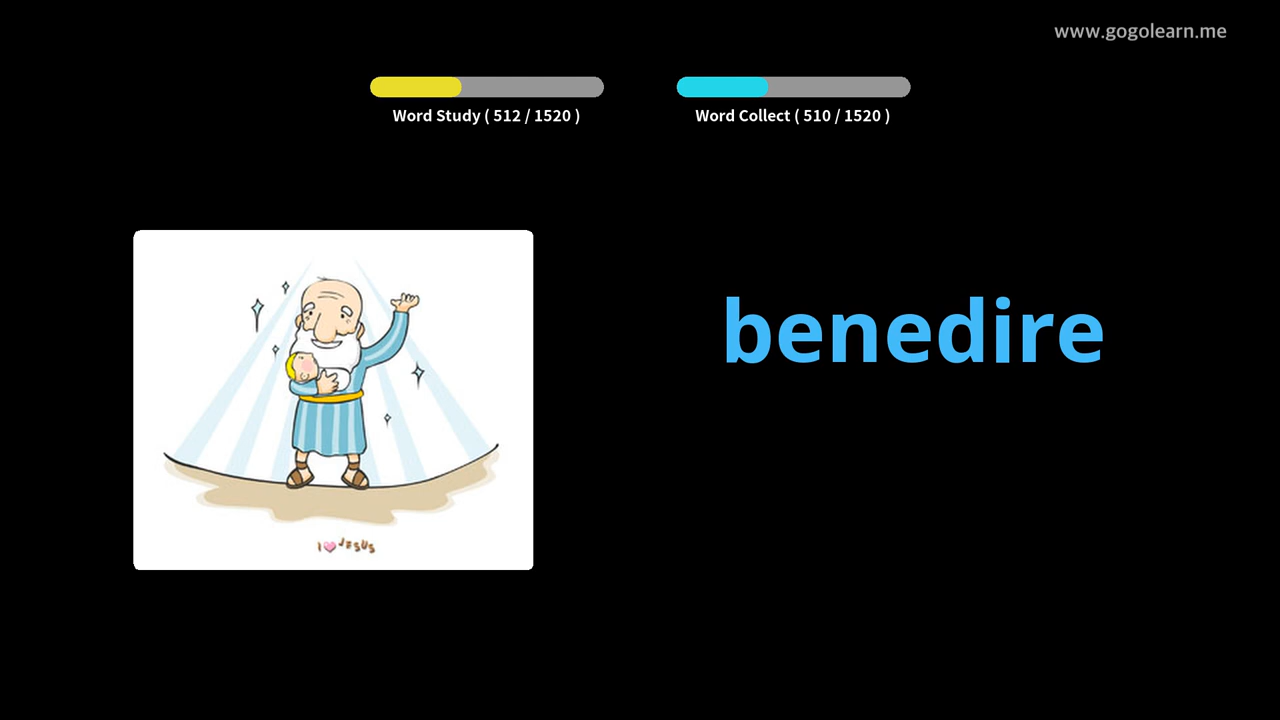 www.gogolearn.me
Word Study ( 512 / 1520 )
Word Collect ( 510 / 1520 )
benedire
I ♥ JESUS